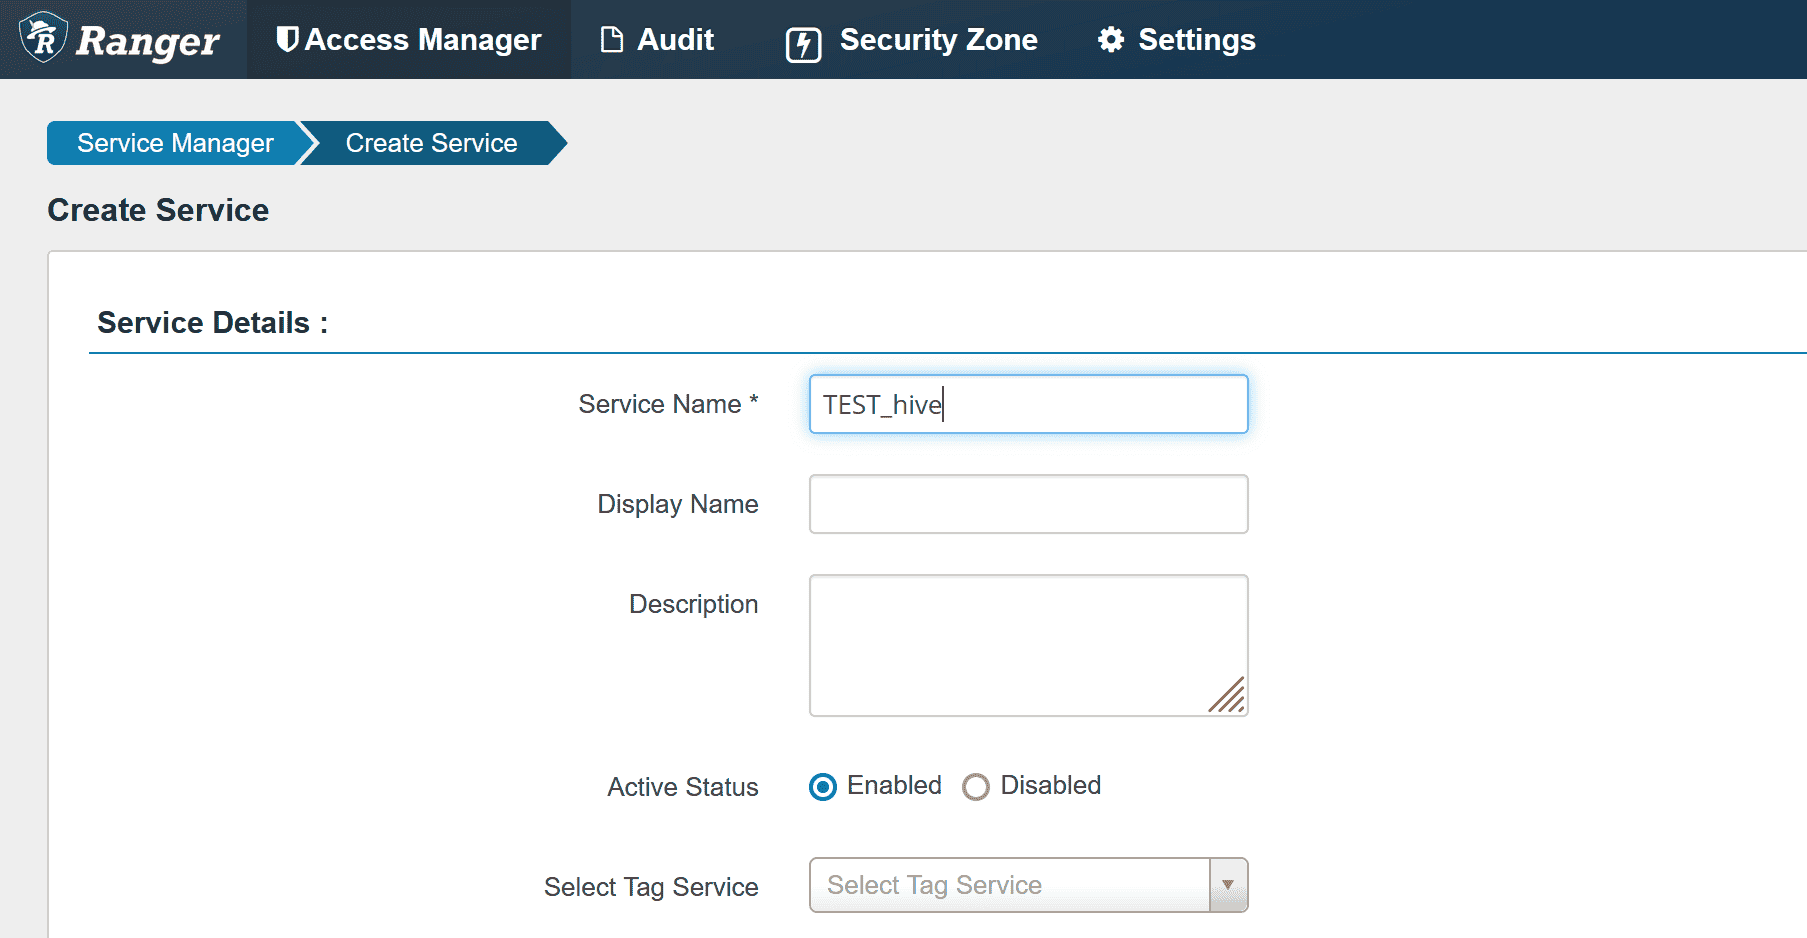 Ranger Access Manager Audit Security Zone Settings
Service Manager Create Service
Create Service
Service Details :
Service Name * TEST_hive
Display Name
Description
Active Status Enabled Disabled
Select Tag Service Select Tag Service